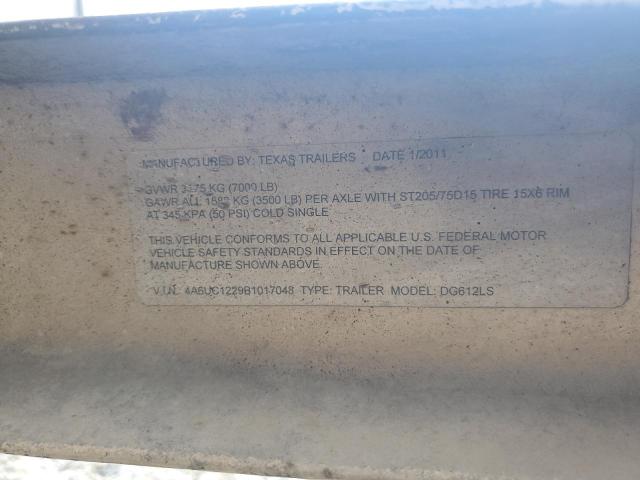 MANUFACTURED BY: TEXAS TRAILERS DATE 1/2011
GVWR 3175 KG (7000 LB)
GAWR ALL 1587 KG (3500 LB) PER AXLE WITH ST205/75D15 TIRE 15X6 RIM
AT 345 KPA (50 PSI) COLD SINGLE
THIS VEHICLE CONFORMS TO ALL APPLICABLE U.S. FEDERAL MOTOR
VEHICLE SAFETY STANDARDS IN EFFECT ON THE DATE OF
MANUFACTURE SHOWN ABOVE.
V.I.N. 4A6UC1229B1017048 TYPE: TRAILER MODEL: DG612LS